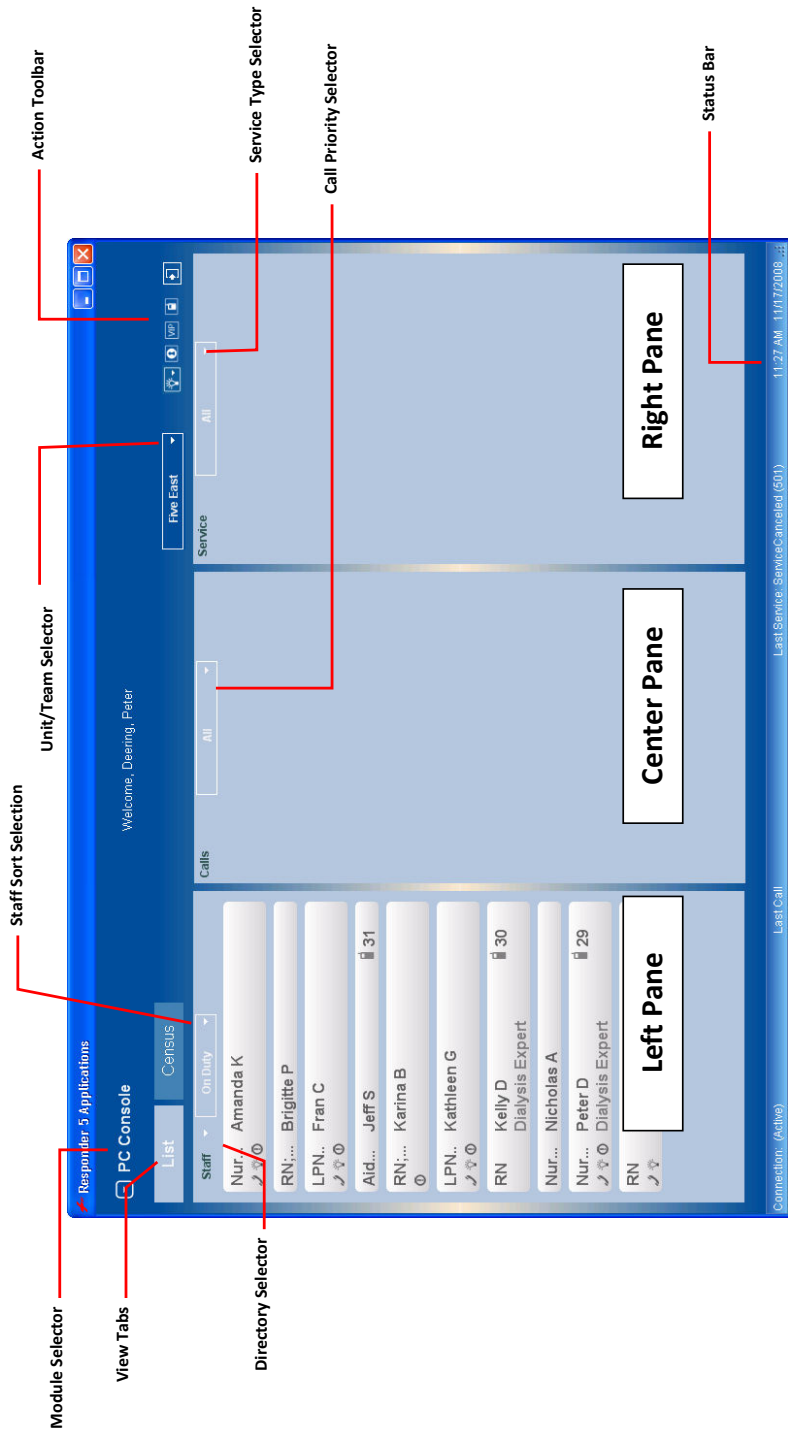 Module Selector
View Tabs
Directory Selector
Staff Sort Selection
Unit/Team Selector
Action Toolbar
Service Type Selector
Call Priority Selector
Status Bar
Responder 5 Applications
PC Console
Welcome, Deering, Peter
List
Census
Five East
VIP
Staff
On Duty
Calls
All
Service
All
Nur... Amanda K
RN;... Brigitte P
LPN.. Fran C
Aid... Jeff S 31
RN;... Karina B
LPN.. Kathleen G
RN Kelly D 30
Dialysis Expert
Nur... Nicholas A
Nur... Peter D 29
Dialysis Expert
RN
Left Pane
Center Pane
Right Pane
Connection: (Active)
Last Call
Last Service: ServiceCanceled (501)
11:27 AM 11/17/2008